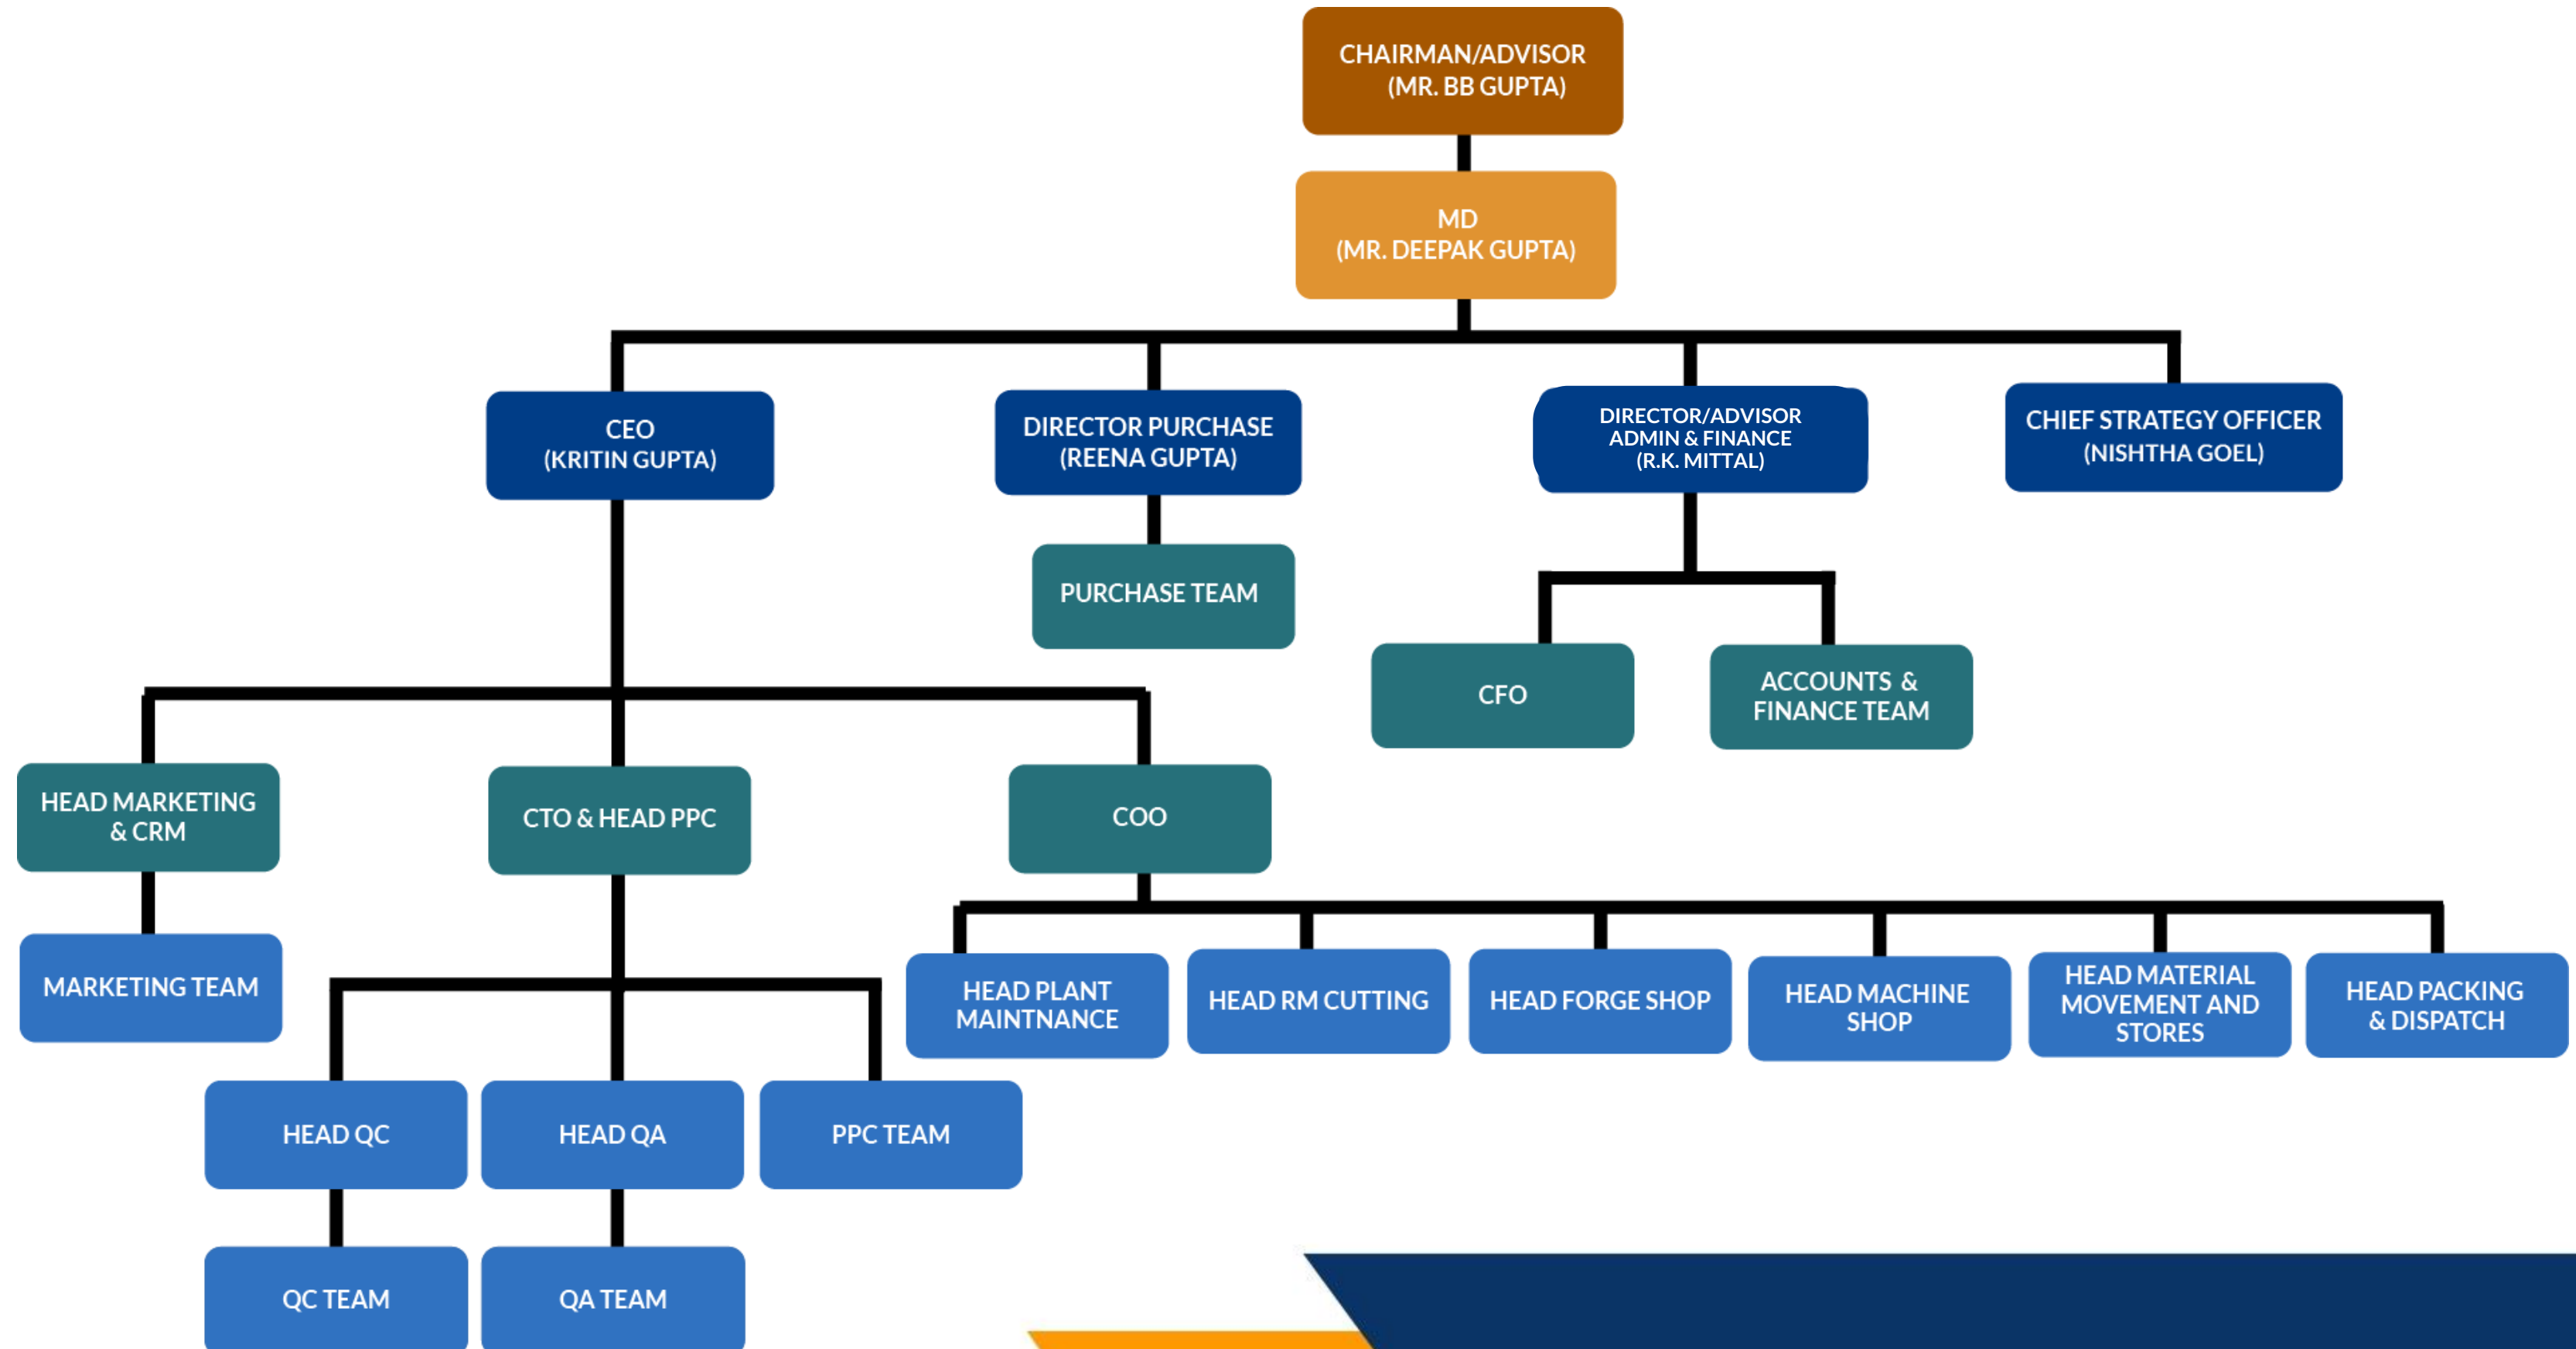 CHAIRMAN/ADVISOR
(MR. BB GUPTA)
MD
(MR. DEEPAK GUPTA)
CEO
(KRITIN GUPTA)
DIRECTOR PURCHASE
(REENA GUPTA)
DIRECTOR/ADVISOR
ADMIN & FINANCE
(R.K. MITTAL)
CHIEF STRATEGY OFFICER
(NISHTHA GOEL)
PURCHASE TEAM
CFO
ACCOUNTS &
FINANCE TEAM
HEAD MARKETING
& CRM
CTO & HEAD PPC
COO
MARKETING TEAM
HEAD PLANT
MAINTNANCE
HEAD RM CUTTING
HEAD FORGE SHOP
HEAD MACHINE
SHOP
HEAD MATERIAL
MOVEMENT AND
STORES
HEAD PACKING
& DISPATCH
HEAD QC
HEAD QA
PPC TEAM
QC TEAM
QA TEAM